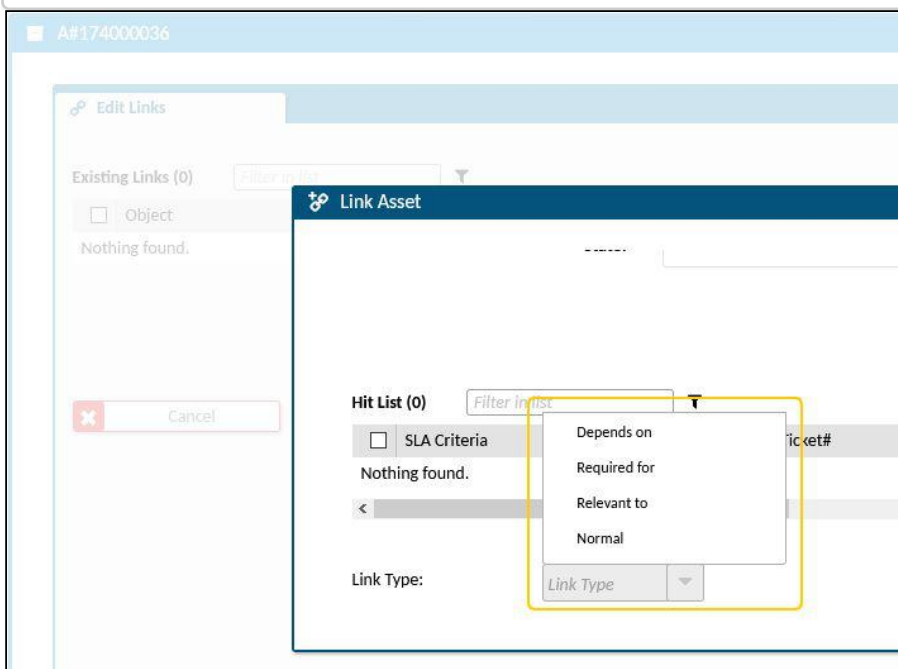 A#174000036
Edit Links
Existing Links (0) Filter in list
Object
Nothing found.
Cancel
Link Asset
Hit List (0) Filter in list
SLA Criteria
Ticket#
Nothing found.
Depends on
Required for
Relevant to
Normal
Link Type: Link Type